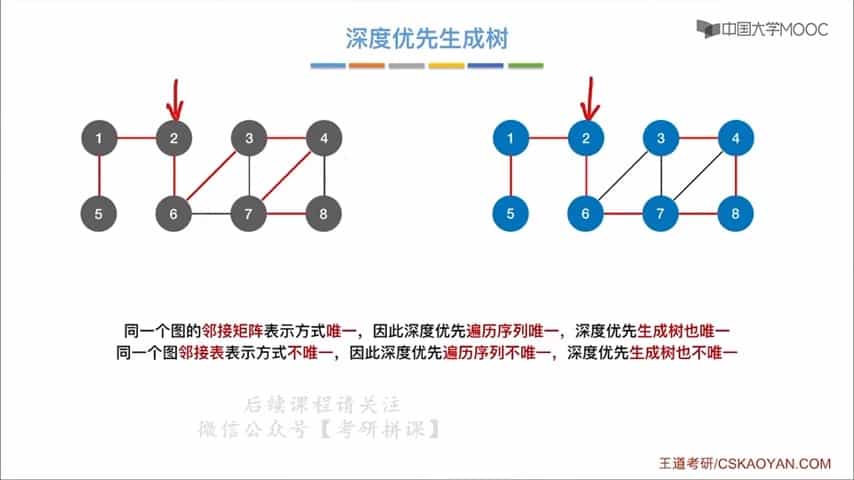 深度优先生成树
中国大学MOOC
1 2 3 4
5 6 7 8
1 2 3 4
5 6 7 8
同一个图的邻接矩阵表示方式唯一，因此深度优先遍历序列唯一，深度优先生成树也唯一
同一个图邻接表表示方式不唯一，因此深度优先遍历序列不唯一，深度优先生成树也不唯一
后续课程请关注
微信公众号【考研拼课】
王道考研/CSKAOYAN.COM